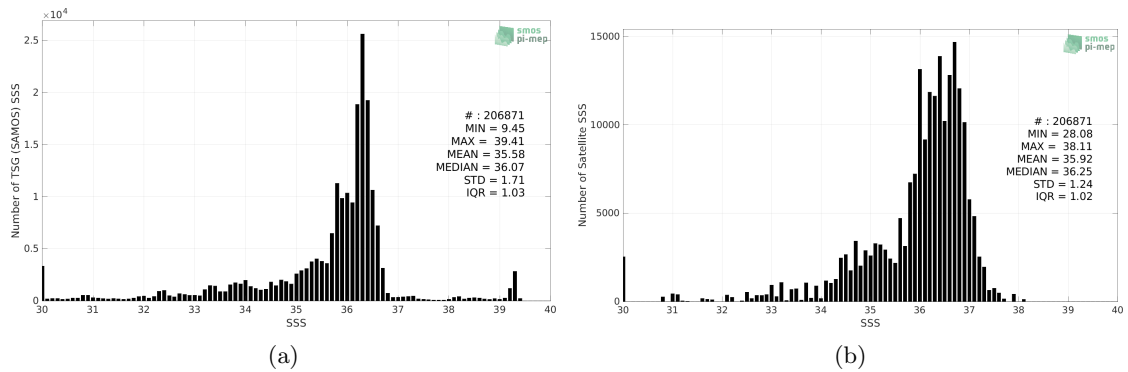 ×10⁴
2.5
2
1.5
1
0.5
0
Number of TSG (SAMOS) SSS
smos
pi-mep
# : 206871
MIN = 9.45
MAX = 39.41
MEAN = 35.58
MEDIAN = 36.07
STD = 1.71
IQR = 1.03
30 31 32 33 34 35 36 37 38 39 40
SSS
(a)
15000
10000
5000
0
Number of Satellite SSS
smos
pi-mep
# : 206871
MIN = 28.08
MAX = 38.11
MEAN = 35.92
MEDIAN = 36.25
STD = 1.24
IQR = 1.02
30 31 32 33 34 35 36 37 38 39 40
SSS
(b)